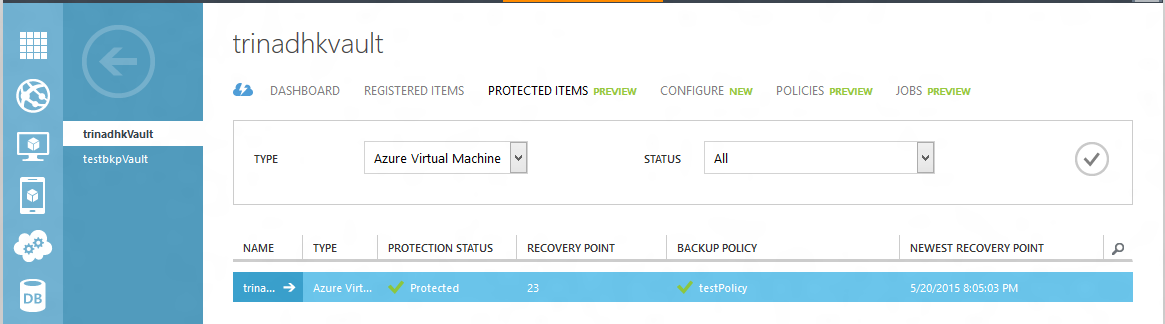 trinadhkvault
DASHBOARD REGISTERED ITEMS PROTECTED ITEMS PREVIEW CONFIGURE NEW POLICIES PREVIEW JOBS PREVIEW
trinadhkVault
testbkpVault
TYPE Azure Virtual Machine STATUS All
NAME TYPE PROTECTION STATUS RECOVERY POINT BACKUP POLICY NEWEST RECOVERY POINT
trina... Azure Virt... Protected 23 testPolicy 5/20/2015 8:05:03 PM
DB